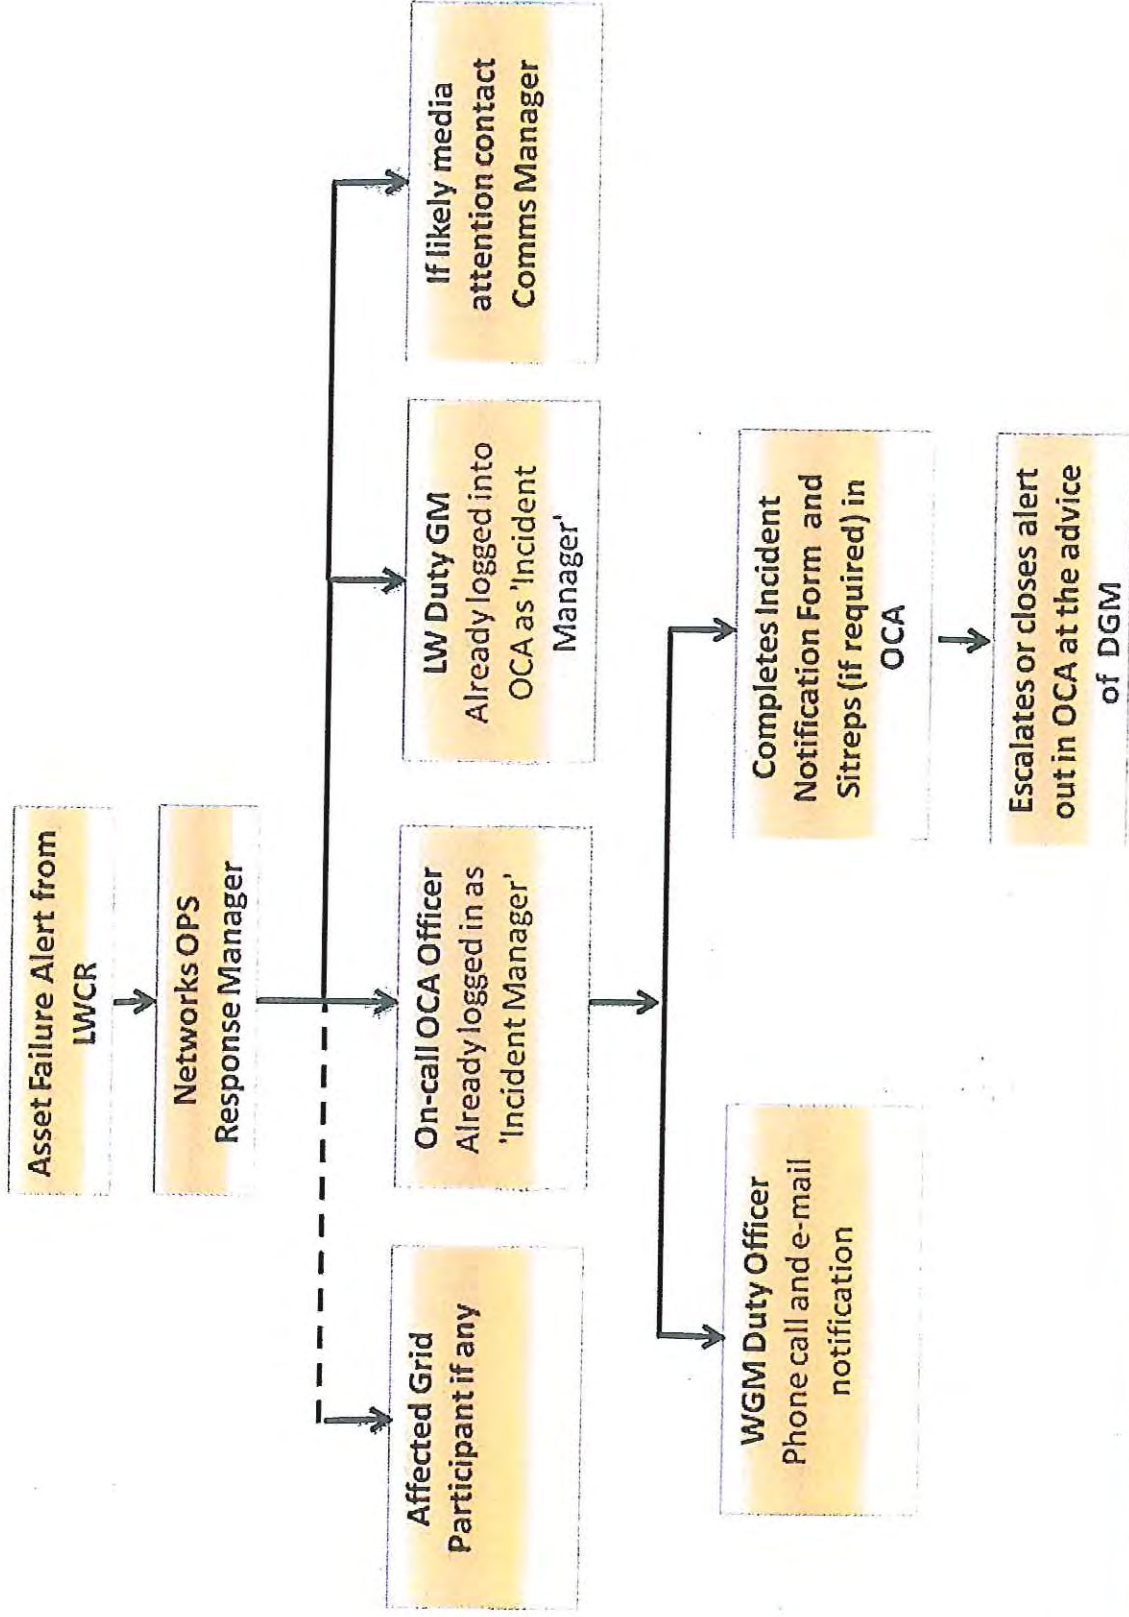 Asset Failure Alert from
LWCR
Networks OPS
Response Manager
Affected Grid
Participant if any
On-call OCA Officer
Already logged in as
'Incident Manager'
LW Duty GM
Already logged into
OCA as 'Incident
Manager'
If likely media
attention contact
Comms Manager
WGM Duty Officer
Phone call and e-mail
notification
Completes Incident
Notification Form and
Sitreps (if required) in
OCA
Escalates or closes alert
out in OCA at the advice
of DGM